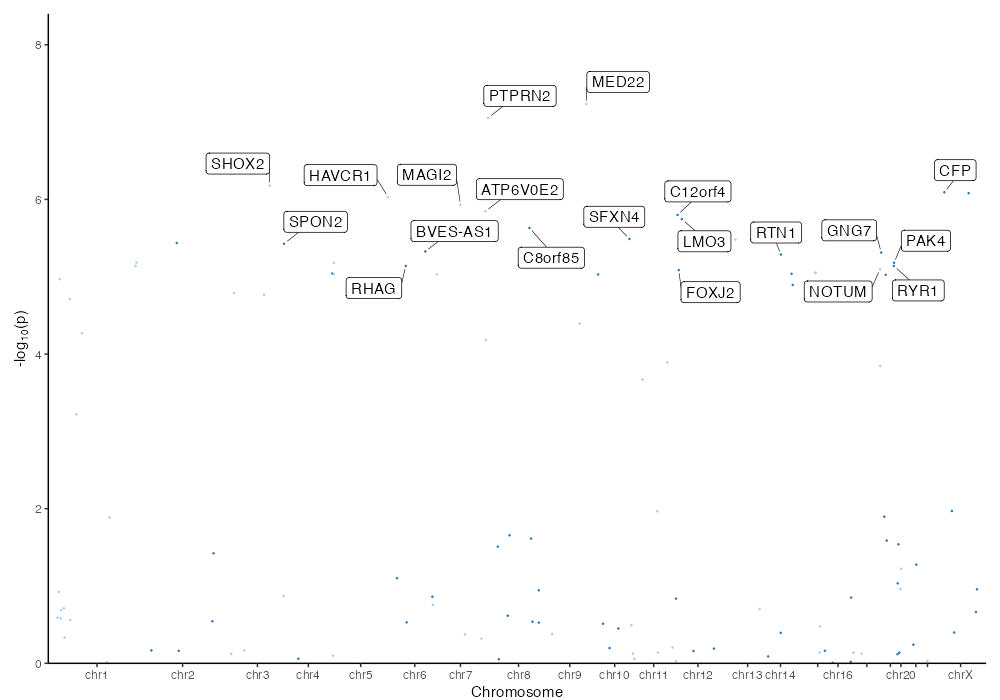 8
MED22
PTPRN2
SHOX2
HAVCR1
MAGI2
CFP
ATP6V0E2
C12orf4
6
SPON2
SFXN4
BVES-AS1
RTN1
GNG7
LMO3
PAK4
C8orf85
RHAG
FOXJ2
NOTUM
RYR1
-log10(p)
4
2
0
chr1 chr2 chr3 chr4 chr5 chr6 chr7 chr8 chr9 chr10 chr11 chr12 chr13 chr14 chr16 chr20 chrX
Chromosome